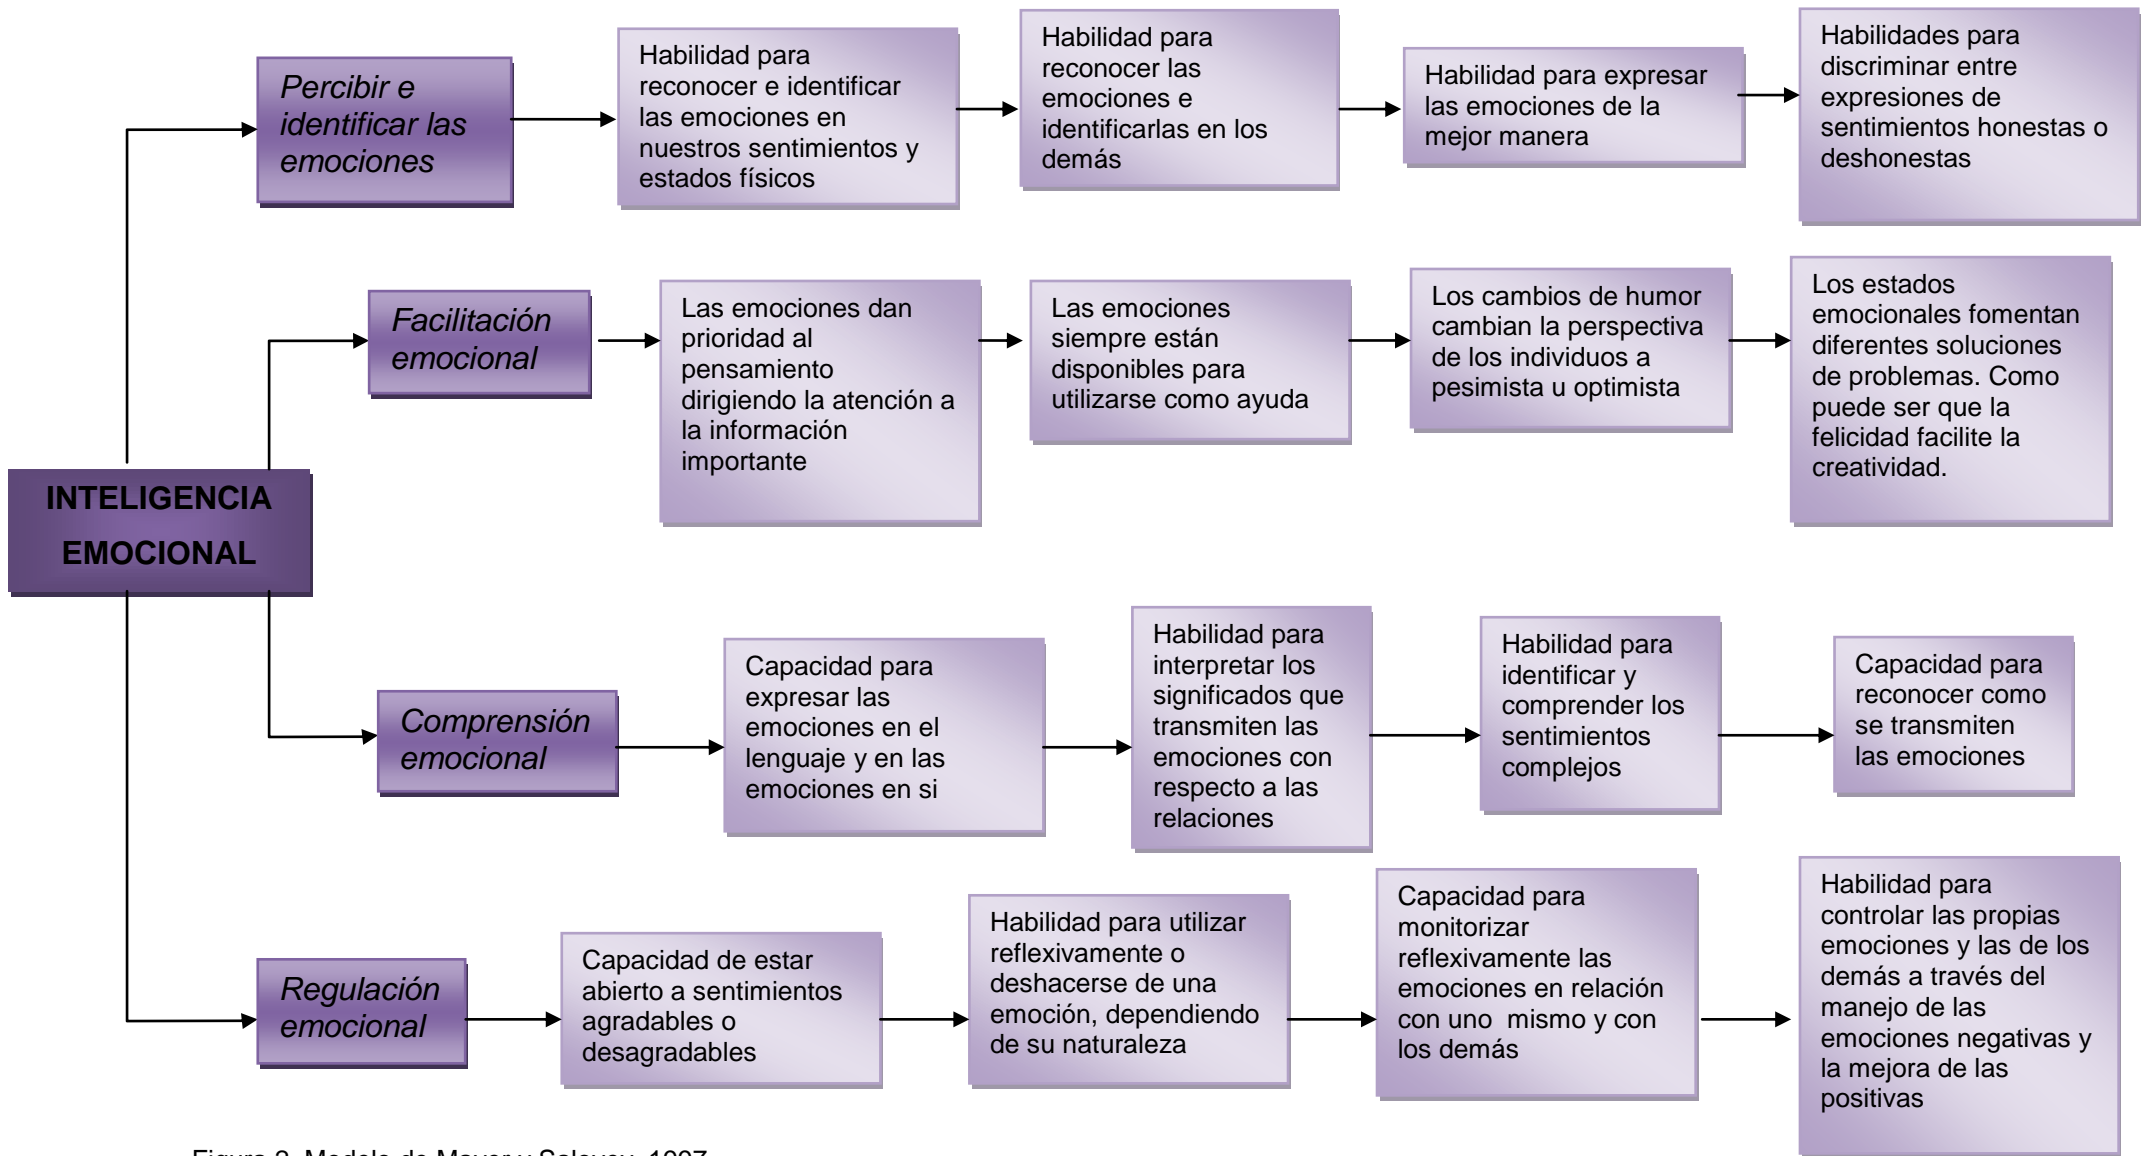 Percibir e
identificar las
emociones
Habilidad para
reconocer e identificar
las emociones en
nuestros sentimientos y
estados físicos
Habilidad para
reconocer las
emociones e
identificarlas en los
demás
Habilidad para expresar
las emociones de la
mejor manera
Habilidades para
discriminar entre
expresiones de
sentimientos honestas o
deshonestas
Facilitación
emocional
Las emociones dan
prioridad al
pensamiento
dirigiendo la atención a
la información
importante
Las emociones
siempre están
disponibles para
utilizarse como ayuda
Los cambios de humor
cambian la perspectiva
de los individuos a
pesimista u optimista
Los estados
emocionales fomentan
diferentes soluciones
de problemas. Como
puede ser que la
felicidad facilite la
creatividad.
INTELIGENCIA
EMOCIONAL
Comprensión
emocional
Capacidad para
expresar las
emociones en el
lenguaje y en las
emociones en si
Habilidad para
interpretar los
significados que
transmiten las
emociones con
respecto a las
relaciones
Habilidad para
identificar y
comprender los
sentimientos
complejos
Capacidad para
reconocer como
se transmiten
las emociones
Regulación
emocional
Capacidad de estar
abierto a sentimientos
agradables o
desagradables
Habilidad para utilizar
reflexivamente o
deshacerse de una
emoción, dependiendo
de su naturaleza
Capacidad para
monitorizar
reflexivamente las
emociones en relación
con uno  mismo y con
los demás
Habilidad para
controlar las propias
emociones y las de los
demás a través del
manejo de las
emociones negativas y
la mejora de las
positivas
Figura 2. Modelo de Mayer y Salovey, 1997